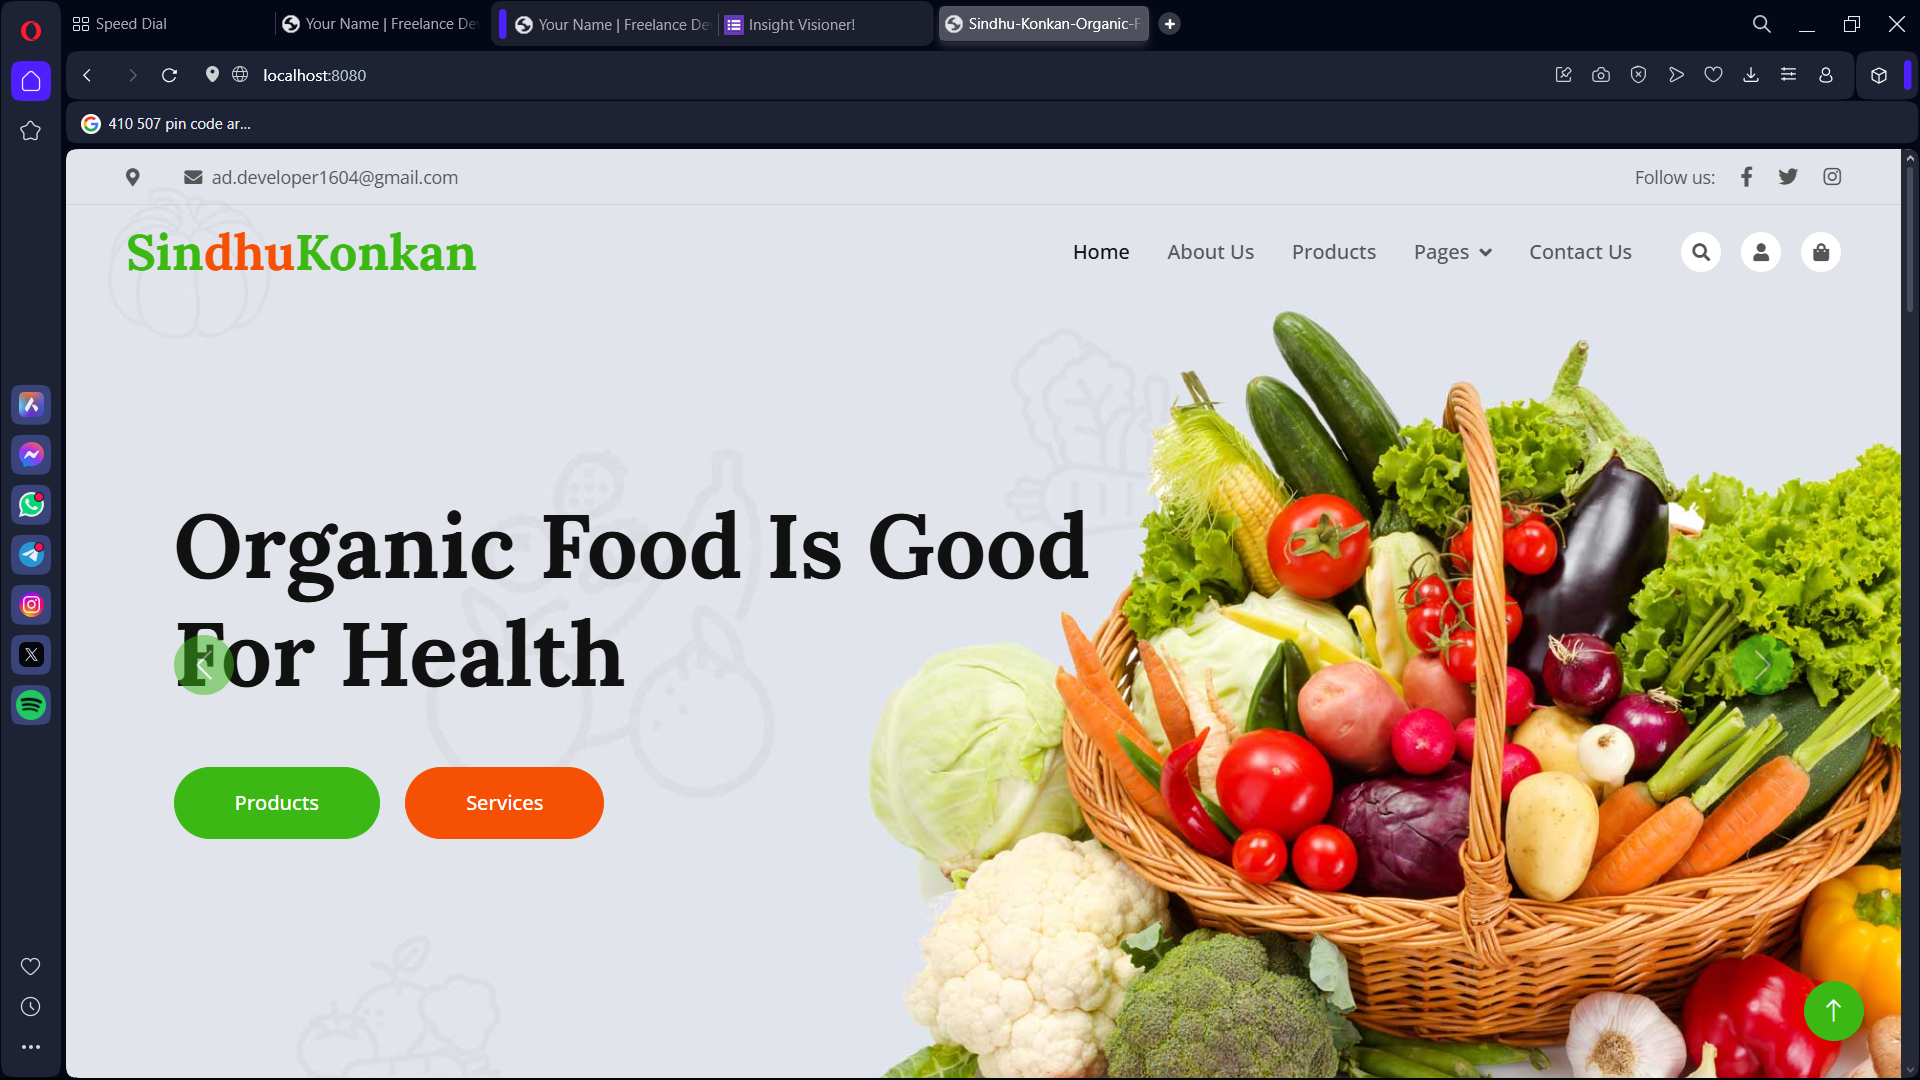 Speed Dial
Your Name | Freelance De
Your Name | Freelance De
Insight Visioner!
Sindhu-Konkan-Organic-F
localhost:8080
410 507 pin code ar...
ad.developer1604@gmail.com
Follow us:
SindhuKonkan
Home
About Us
Products
Pages
Contact Us
Organic Food Is Good
For Health
Products
Services